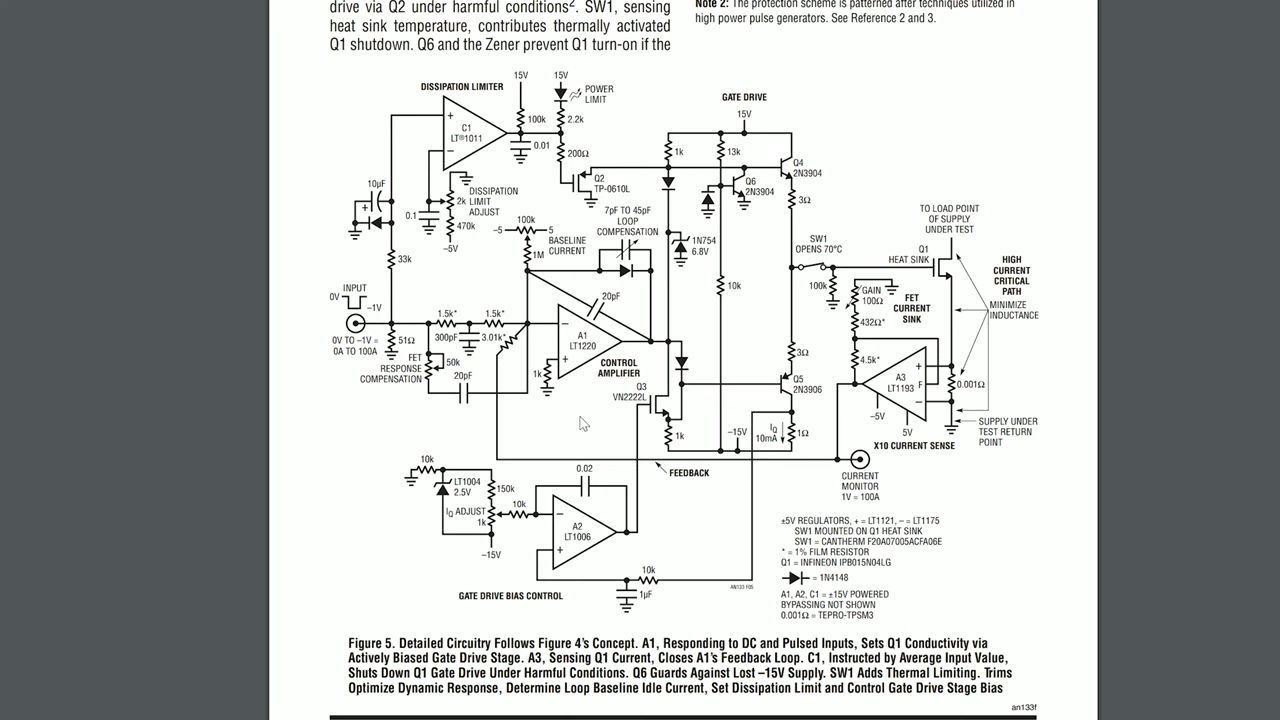 drive via Q2 under harmful conditions2. SW1, sensing
heat sink temperature, contributes thermally activated
Q1 shutdown. Q6 and the Zener prevent Q1 turn-on if the
Note 2: The protection scheme is patterned after techniques utilized in
high power pulse generators. See Reference 2 and 3.
DISSIPATION LIMITER
15V
15V
POWER
LIMIT
100k
2.2k
C1
LT®1011
+
–
0.01
200Ω
Q2
TP-0610L
10µF
+
DISSIPATION
LIMIT
ADJUST
2k
0.1
470k
–5V
33k
GATE DRIVE
15V
1k
13k
Q4
2N3904
Q6
2N3904
3Ω
7pF TO 45pF
LOOP
COMPENSATION
100k
–5
5
BASELINE
CURRENT
1M
1N754
6.8V
10k
SW1
OPENS 70°C
100k
TO LOAD POINT
OF SUPPLY
UNDER TEST
Q1
HEAT SINK
HIGH
CURRENT
CRITICAL
PATH
MINIMIZE
INDUCTANCE
GAIN
100Ω
FET
CURRENT
SINK
432Ω*
4.5k*
INPUT
0V
–1V
0V TO –1V =
0A TO 100A
51Ω
1.5k*
1.5k*
300pF
3.01k*
FET
RESPONSE
COMPENSATION
50k
20pF
20pF
–
A1
LT1220
+
1k
CONTROL
AMPLIFIER
Q3
VN2222L
1k
3Ω
Q5
2N3906
–15V
IQ
10mA
1Ω
+
A3
LT1193
F
–
–5V
5V
0.001Ω
SUPPLY UNDER
TEST RETURN
POINT
X10 CURRENT SENSE
FEEDBACK
CURRENT
MONITOR
1V = 100A
10k
LT1004
2.5V
150k
IQ ADJUST
1k
10k
–15V
0.02
–
A2
LT1006
+
10k
1µF
GATE DRIVE BIAS CONTROL
AN133 F05
±5V REGULATORS, + = LT1121, – = LT1175
SW1 MOUNTED ON Q1 HEAT SINK
SW1 = CANTHERM F20A07005ACFA06E
* = 1% FILM RESISTOR
Q1 = INFINEON IPB015N04LG
= 1N4148
A1, A2, C1 = ±15V POWERED
BYPASSING NOT SHOWN
0.001Ω = TEPRO-TPSM3
Figure 5. Detailed Circuitry Follows Figure 4's Concept. A1, Responding to DC and Pulsed Inputs, Sets Q1 Conductivity via
Actively Biased Gate Drive Stage. A3, Sensing Q1 Current, Closes A1's Feedback Loop. C1, Instructed by Average Input Value,
Shuts Down Q1 Gate Drive Under Harmful Conditions. Q6 Guards Against Lost –15V Supply. SW1 Adds Thermal Limiting. Trims
Optimize Dynamic Response, Determine Loop Baseline Idle Current, Set Dissipation Limit and Control Gate Drive Stage Bias
an133f